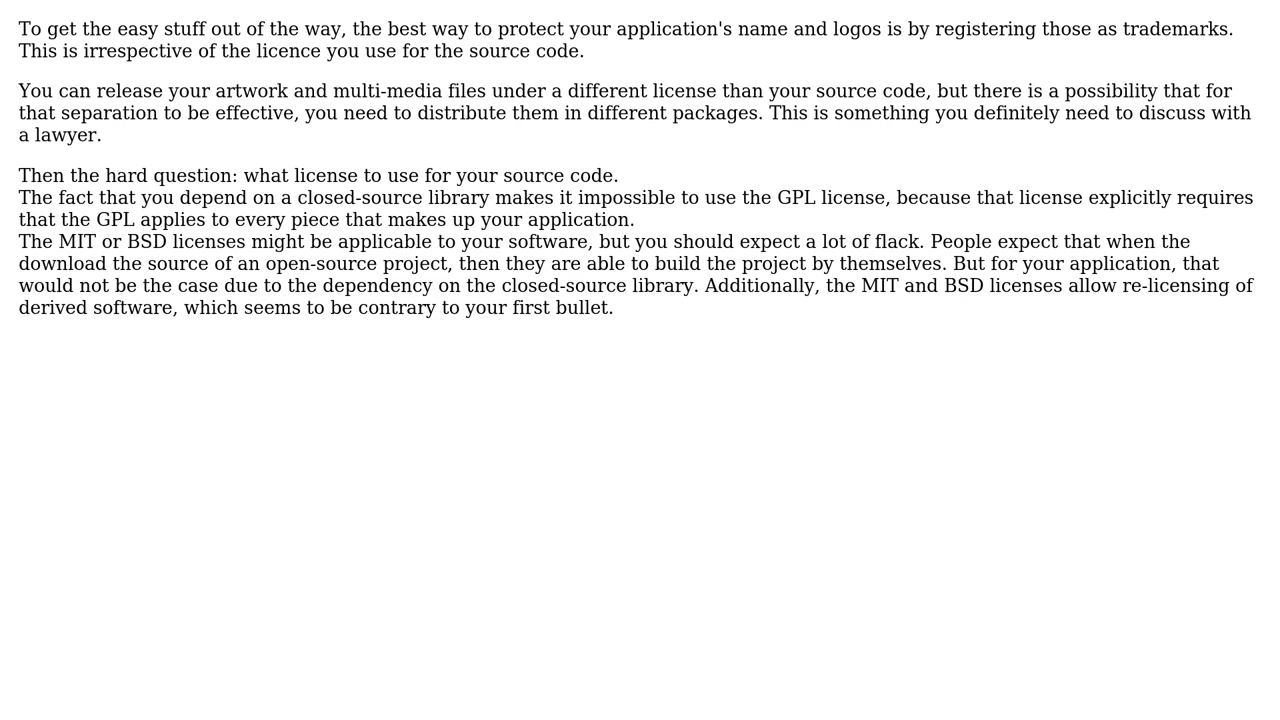 To get the easy stuff out of the way, the best way to protect your application's name and logos is by registering those as trademarks.
This is irrespective of the licence you use for the source code.
You can release your artwork and multi-media files under a different license than your source code, but there is a possibility that for
that separation to be effective, you need to distribute them in different packages. This is something you definitely need to discuss with
a lawyer.
Then the hard question: what license to use for your source code.
The fact that you depend on a closed-source library makes it impossible to use the GPL license, because that license explicitly requires
that the GPL applies to every piece that makes up your application.
The MIT or BSD licenses might be applicable to your software, but you should expect a lot of flack. People expect that when the
download the source of an open-source project, then they are able to build the project by themselves. But for your application, that
would not be the case due to the dependency on the closed-source library. Additionally, the MIT and BSD licenses allow re-licensing of
derived software, which seems to be contrary to your first bullet.